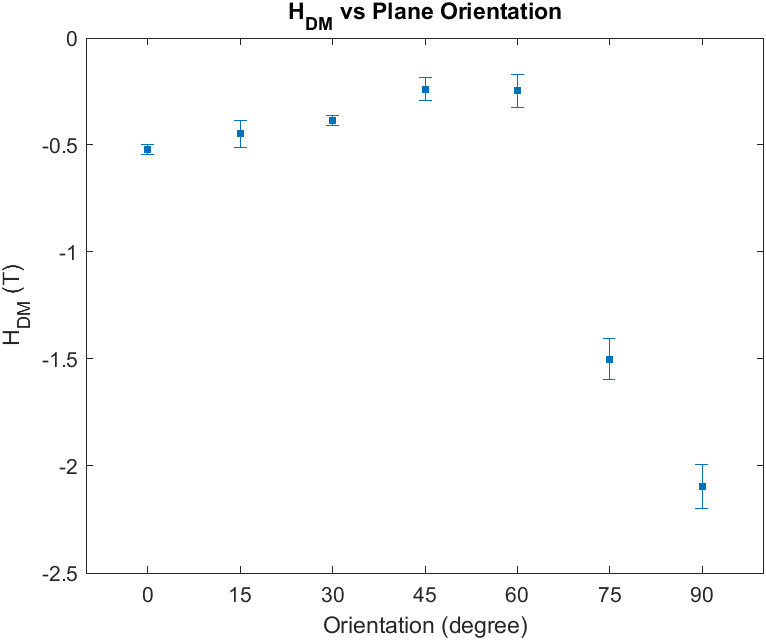 H_DM vs Plane Orientation
0
-0.5
-1
-1.5
-2
-2.5
H_DM (T)
0 15 30 45 60 75 90
Orientation (degree)